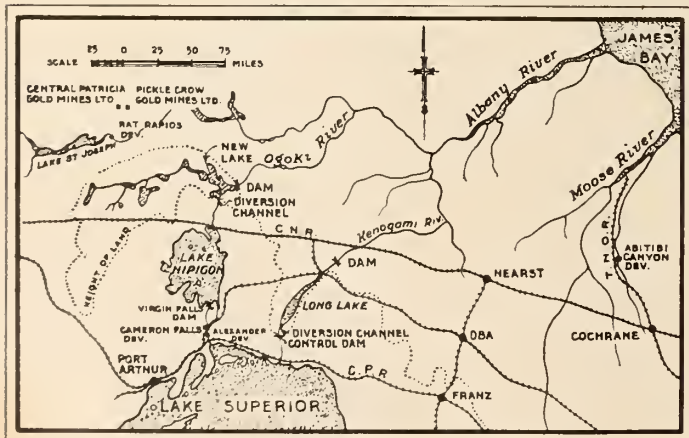 JAMES
BAY
25 0 25 50 75
SCALE MILES
CENTRAL PATRICIA
GOLD MINES LTD
PICKLE CROW
GOLD MINES LTD.
RAT RAPIDS
DEV.
LAKE ST JOSEPH
Albany River
NEW
LAKE
Ogoki River
DAM
DIVERSION
CHANNEL
Moose River
Kenogami Riv.
C.N.R.
HEIGHT OF LAND
LAKE
NIPIGON
DAM
HEARST
T.N.O.R.
ABITIBI
CANYON
DEV.
VIRGIN FALLS
DAM
LONG LAKE
CAMERON FALLS
DEV.
ALEXANDER
DEV.
DIVERSION CHANNEL
CONTROL DAM
OBA
COCHRANE
PORT
ARTHUR
C.P.R.
FRANZ
LAKE SUPERIOR